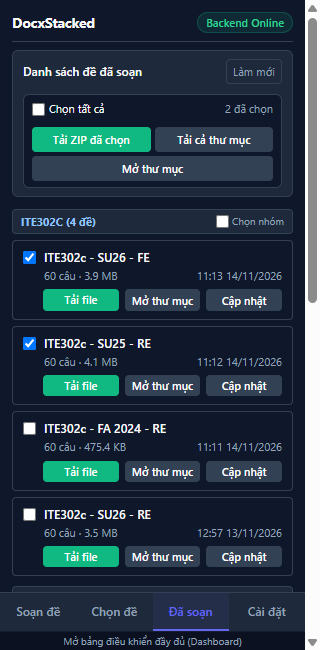 DocxStacked
Backend Online
Danh sách đề đã soạn
Làm mới
Chọn tất cả
2 đã chọn
Tải ZIP đã chọn
Tải cả thư mục
Mở thư mục
ITE302C (4 đề)
Chọn nhóm
ITE302c - SU26 - FE
60 câu · 3.9 MB
11:13 14/11/2026
Tải file
Mở thư mục
Cập nhật
ITE302c - SU25 - RE
60 câu · 4.1 MB
11:12 14/11/2026
Tải file
Mở thư mục
Cập nhật
ITE302c - FA 2024 - RE
60 câu · 475.4 KB
11:11 14/11/2026
Tải file
Mở thư mục
Cập nhật
ITE302c - SU26 - RE
60 câu · 3.5 MB
12:57 13/11/2026
Tải file
Mở thư mục
Cập nhật
Soạn đề
Chọn đề
Đã soạn
Cài đặt
Mở bảng điều khiển đầy đủ (Dashboard)